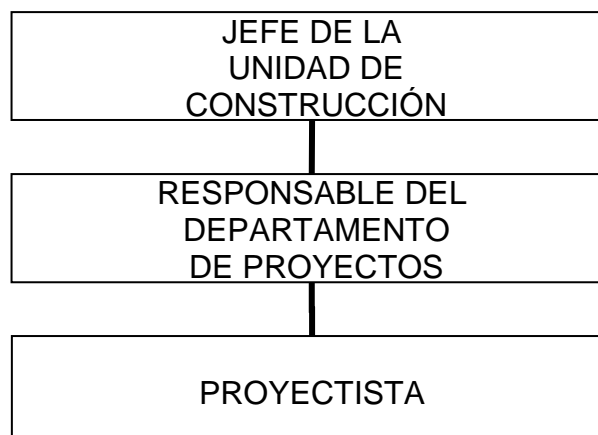 JEFE DE LA
UNIDAD DE
CONSTRUCCIÓN
RESPONSABLE DEL
DEPARTAMENTO
DE PROYECTOS
PROYECTISTA